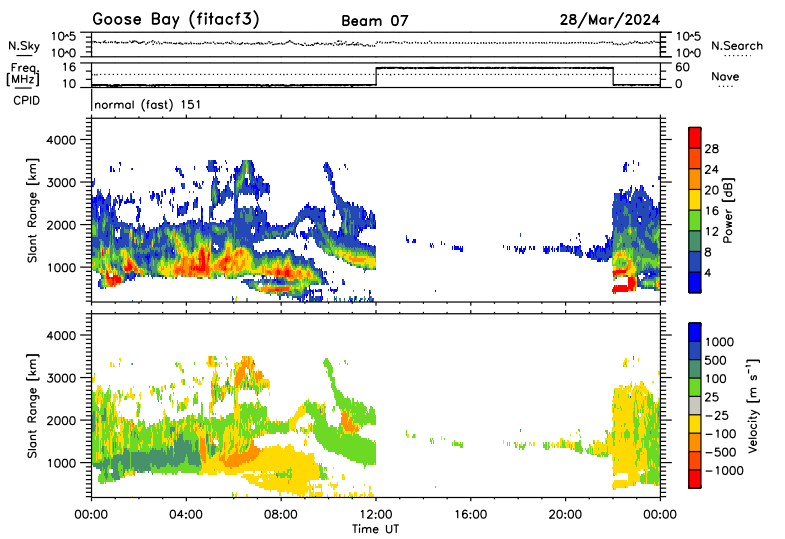 Goose Bay (fitacf3) Beam 07 28/Mar/2024
N.Sky 10^5 10^0 10^5 10^0 N.Search
Freq. [MHz] 16 10 60 0 Nave
CPID normal (fast) 151
Slant Range [km] 4000 3000 2000 1000
Power [dB] 28 24 20 16 12 8 4
Slant Range [km] 4000 3000 2000 1000
Velocity [m s⁻¹] 1000 500 100 25 −25 −100 −500 −1000
00:00 04:00 08:00 12:00 16:00 20:00 00:00
Time UT